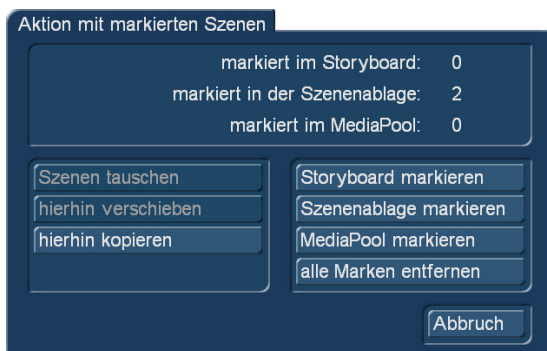 Aktion mit markierten Szenen
markiert im Storyboard: 0
markiert in der Szenenablage: 2
markiert im MediaPool: 0
Szenen tauschen
hierhin verschieben
hierhin kopieren
Storyboard markieren
Szenenablage markieren
MediaPool markieren
alle Marken entfernen
Abbruch